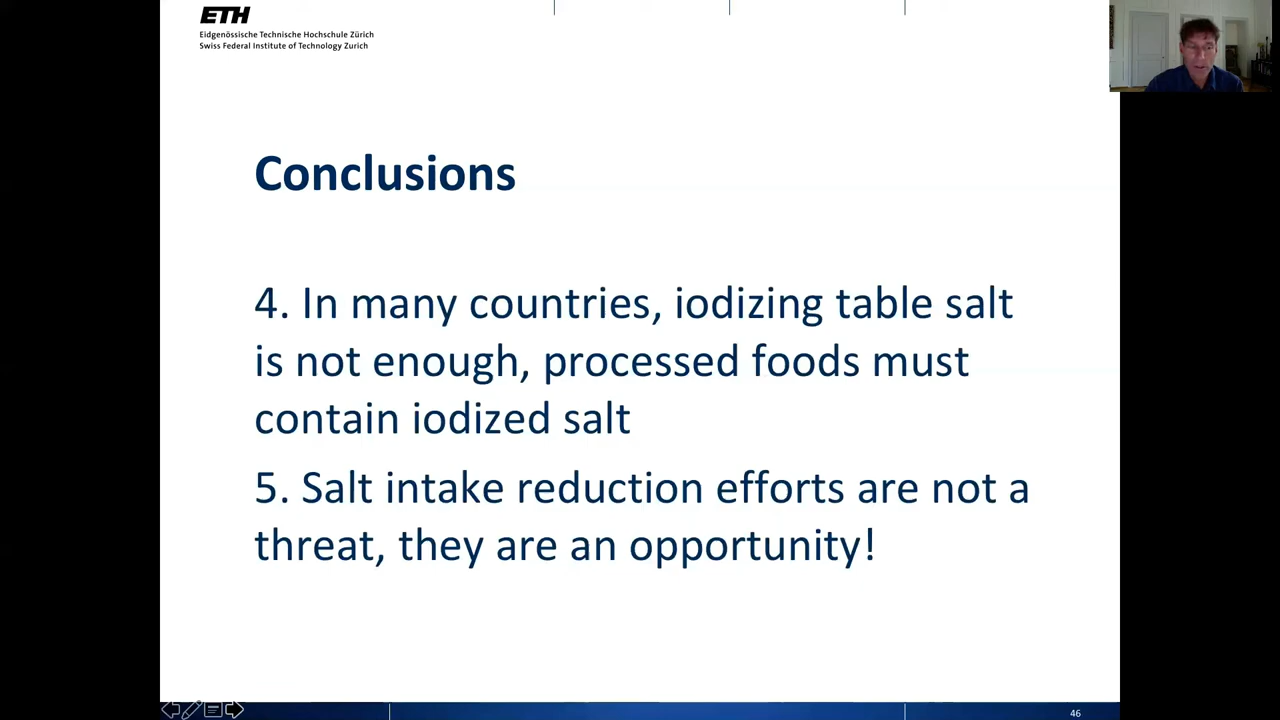 ETH
Eidgenössische Technische Hochschule Zürich
Swiss Federal Institute of Technology Zurich
Conclusions
4. In many countries, iodizing table salt
is not enough, processed foods must
contain iodized salt
5. Salt intake reduction efforts are not a
threat, they are an opportunity!
46